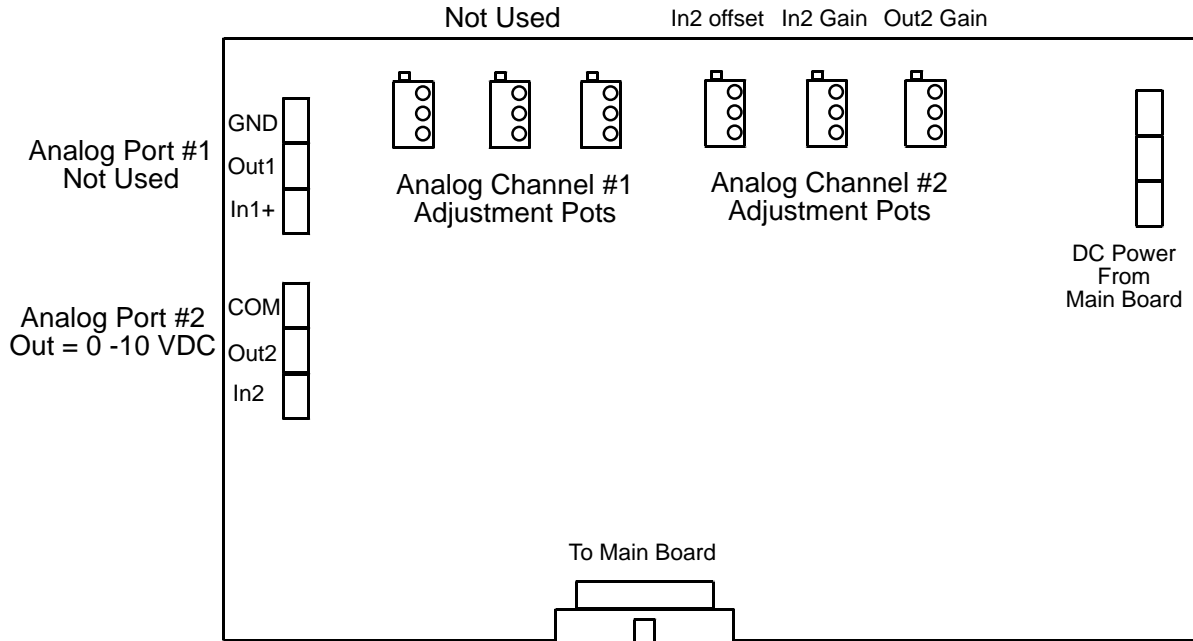 Not Used
In2 offset
In2 Gain
Out2 Gain
GND
Out1
In1+
Analog Port #1
Not Used
Analog Channel #1
Adjustment Pots
Analog Channel #2
Adjustment Pots
DC Power
From
Main Board
COM
Out2
In2
Analog Port #2
Out = 0 -10 VDC
To Main Board